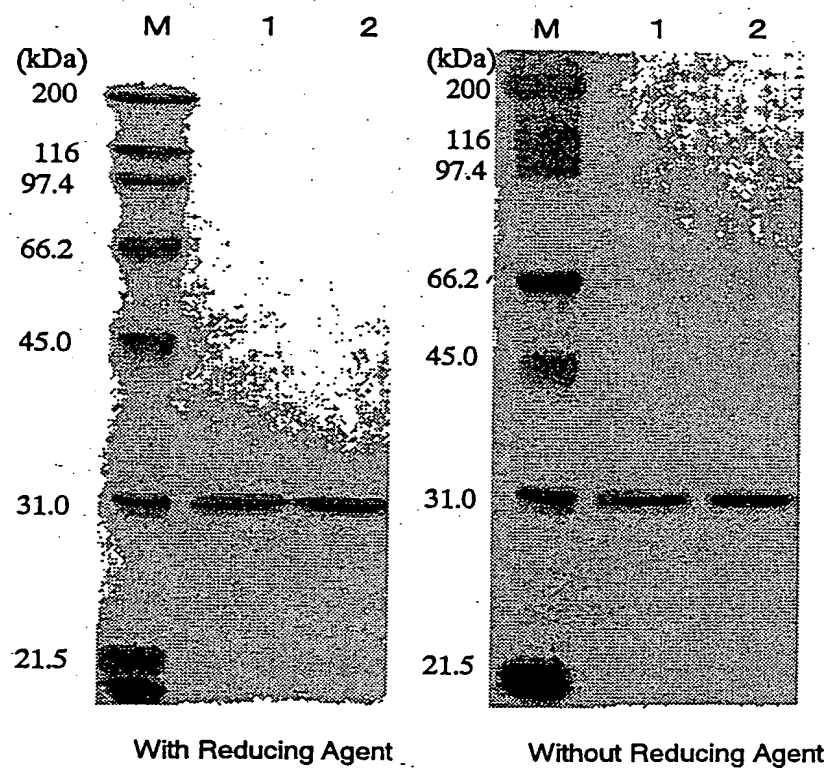 M 1 2
(kDa)
200
116
97.4
66.2
45.0
31.0
21.5
With Reducing Agent
M 1 2
(kDa)
200
116
97.4
66.2
45.0
31.0
21.5
Without Reducing Agent